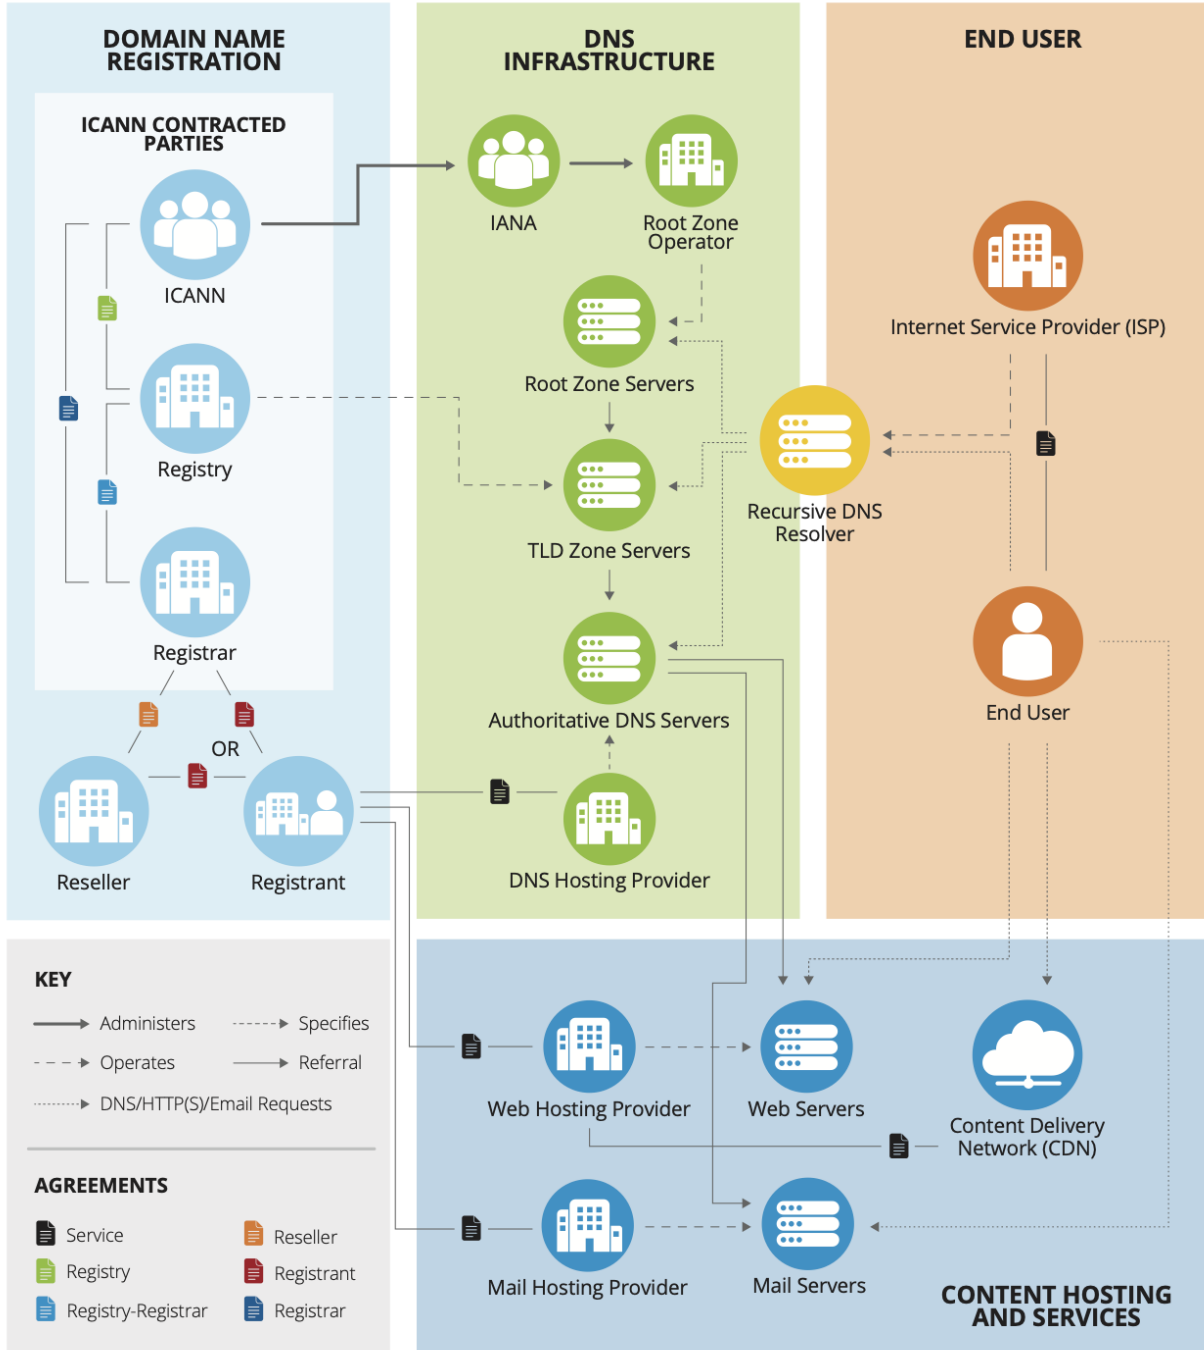 DOMAIN NAME
REGISTRATION
ICANN CONTRACTED
PARTIES
ICANN
Registry
Registrar
OR
Reseller
Registrant
DNS
INFRASTRUCTURE
IANA
Root Zone
Operator
Root Zone Servers
TLD Zone Servers
Authoritative DNS Servers
DNS Hosting Provider
Recursive DNS
Resolver
END USER
Internet Service Provider (ISP)
End User
KEY
Administers
Specifies
Operates
Referral
DNS/HTTP(S)/Email Requests
AGREEMENTS
Service
Reseller
Registry
Registrant
Registry-Registrar
Registrar
Web Hosting Provider
Web Servers
Content Delivery
Network (CDN)
Mail Hosting Provider
Mail Servers
CONTENT HOSTING
AND SERVICES